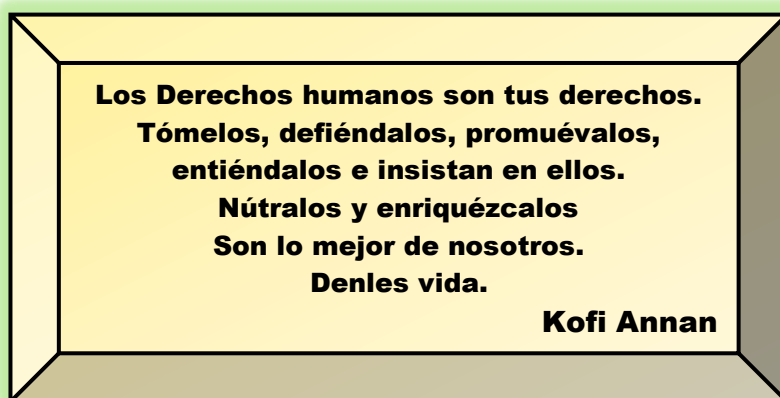 Los Derechos humanos son tus derechos.
Tómelos, defiéndalos, promuévalos,
entiéndalos e insistan en ellos.
Nútralos y enriquézcalos
Son lo mejor de nosotros.
Denles vida.
Kofi Annan